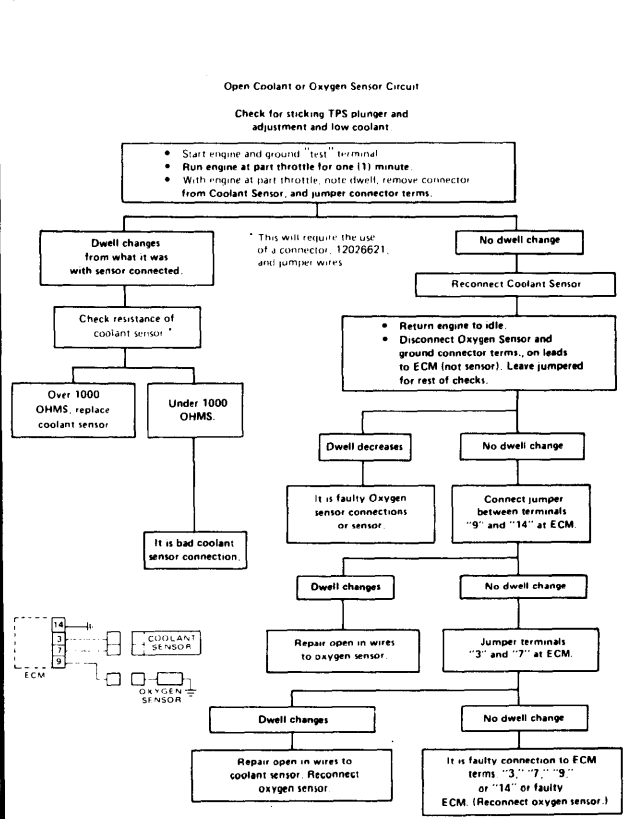 Open Coolant or Oxygen Sensor Circuit
Check for sticking TPS plunger and
adjustment and low coolant
• Start engine and ground "test" terminal
• Run engine at part throttle for one (1) minute.
• With engine at part throttle, note dwell, remove connector
from Coolant Sensor, and jumper connector terms.
Dwell changes
from what it was
with sensor connected.
* This will require the use
of a connector, 12026621,
and jumper wires
No dwell change
Reconnect Coolant Sensor
Check resistance of
coolant sensor *
• Return engine to idle.
• Disconnect Oxygen Sensor and
ground connector terms., on leads
to ECM (not sensor). Leave jumpered
for rest of checks.
Over 1000
OHMS, replace
coolant sensor
Under 1000
OHMS.
Dwell decreases
No dwell change
It is faulty Oxygen
sensor connections
or sensor.
Connect jumper
between terminals
"9" and "14" at ECM.
It is bad coolant
sensor connection.
Dwell changes
No dwell change
Repair open in wires
to oxygen sensor.
Jumper terminals
"3" and "7" at ECM.
14
3
7
9
ECM
COOLANT
SENSOR
OXYGEN
SENSOR
Dwell changes
No dwell change
Repair open in wires to
coolant sensor. Reconnect
oxygen sensor
It is faulty connection to ECM
terms "3," "7," "9,"
or "14" or faulty
ECM. (Reconnect oxygen sensor.)